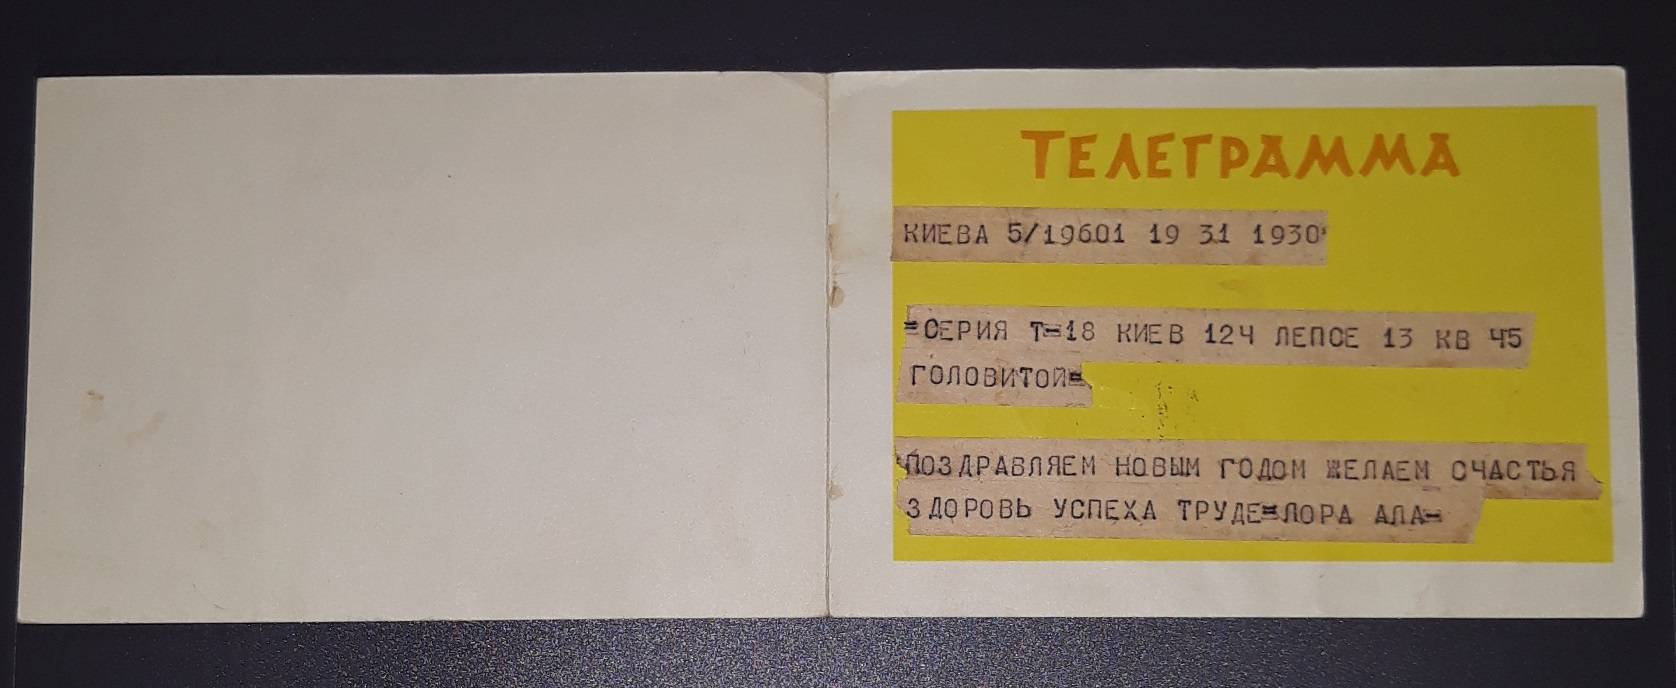 ТЕЛЕГРАММА
КИЕВА 5/19601 19 31 1930
=СЕРИЯ Т=18 КИЕВ 124 ЛЕПСЕ 13 КВ 45
ГОЛОВИТОЙ=
ПОЗДРАВЛЯЕМ НОВЫМ ГОДОМ ЖЕЛАЕМ СЧАСТЬЯ
ЗДОРОВЬ УСПЕХА ТРУДЕ=ЛОРА АЛА=